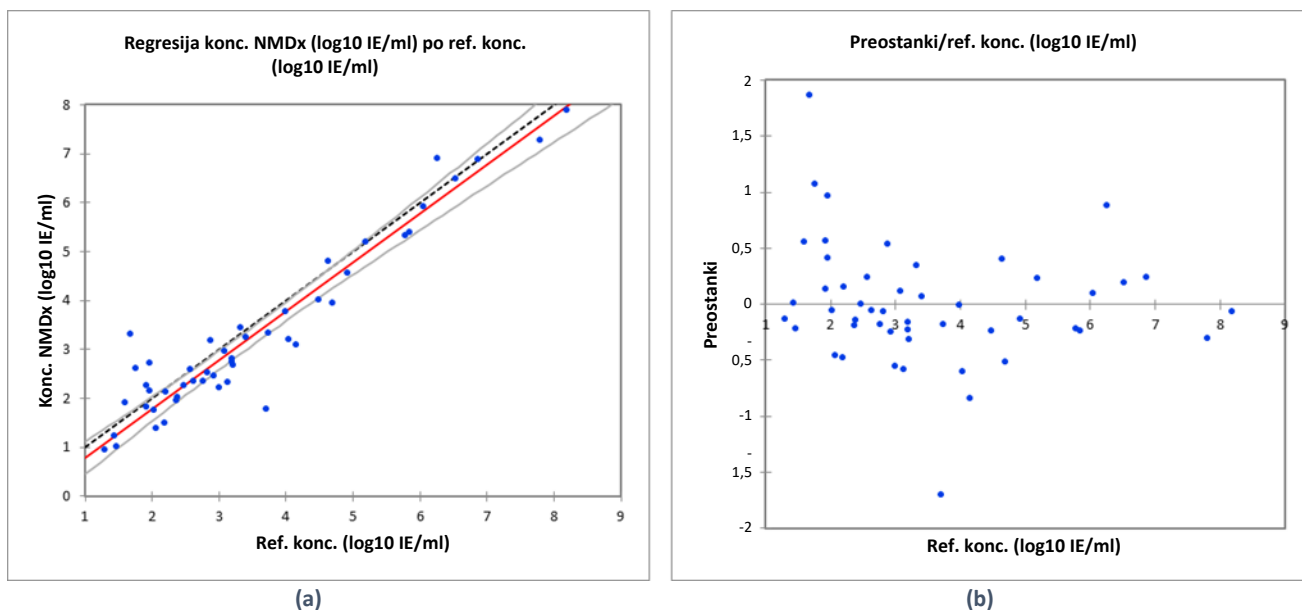 Regresija konc. NMDx (log10 IE/ml) po ref. konc.
(log10 IE/ml)
Konc. NMDx (log10 IE/ml)
8
7
6
5
4
3
2
1
0
1 2 3 4 5 6 7 8 9
Ref. konc. (log10 IE/ml)
(a)
Preostanki/ref. konc. (log10 IE/ml)
Preostanki
2
1,5
1
0,5
0
1 2 3 4 5 6 7 8 9
-
0,5
-1
-
1,5
-2
Ref. konc. (log10 IE/ml)
(b)